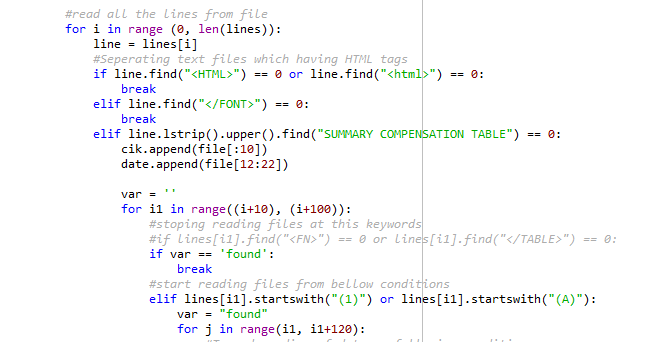 #read all the lines from file
for i in range (0, len(lines)):
line = lines[i]
#Seperating text files which having HTML tags
if line.find("<HTML>") == 0 or line.find("<html>") == 0:
break
elif line.find("</FONT>") == 0:
break
elif line.lstrip().upper().find("SUMMARY COMPENSATION TABLE") == 0:
cik.append(file[:10])
date.append(file[12:22])
var = ''
for i1 in range((i+10), (i+100)):
#stoping reading files at this keywords
#if lines[i1].find("<FN>") == 0 or lines[i1].find("</TABLE>") == 0:
if var == 'found':
break
#start reading files from bellow conditions
elif lines[i1].startswith("(1)") or lines[i1].startswith("(A)"):
var = "found"
for j in range(i1, i1+120):